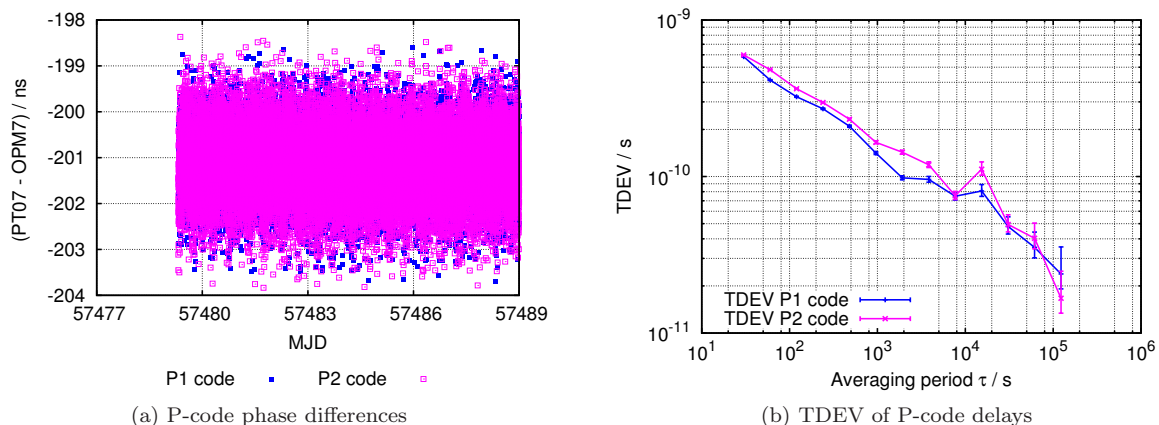 -198
-199
-200
-201
-202
-203
-204
(PT07 - OPM7) / ns
57477 57480 57483 57486 57489
MJD
P1 code P2 code
(a) P-code phase differences
10^-9
10^-10
10^-11
TDEV / s
TDEV P1 code
TDEV P2 code
10^1 10^2 10^3 10^4 10^5 10^6
Averaging period τ / s
(b) TDEV of P-code delays